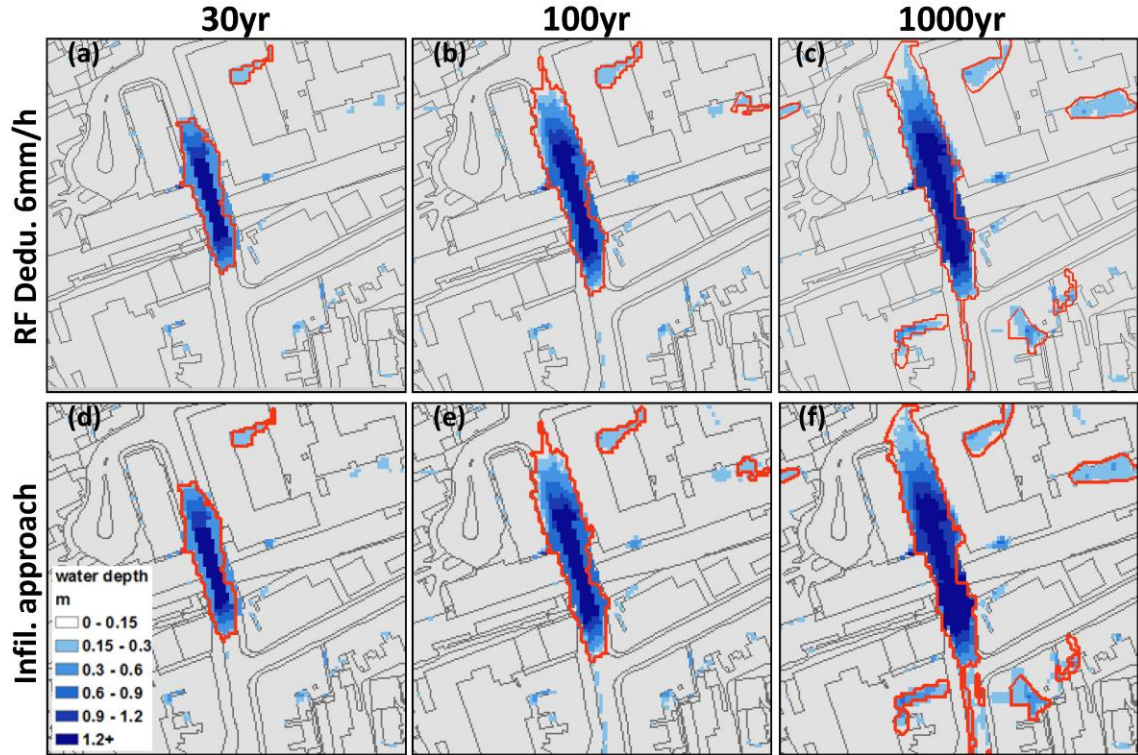 30yr
100yr
1000yr
RF Dedu. 6mm/h
(a)
(b)
(c)
Infil. approach
(d)
(e)
(f)
water depth
m
0 - 0.15
0.15 - 0.3
0.3 - 0.6
0.6 - 0.9
0.9 - 1.2
1.2+